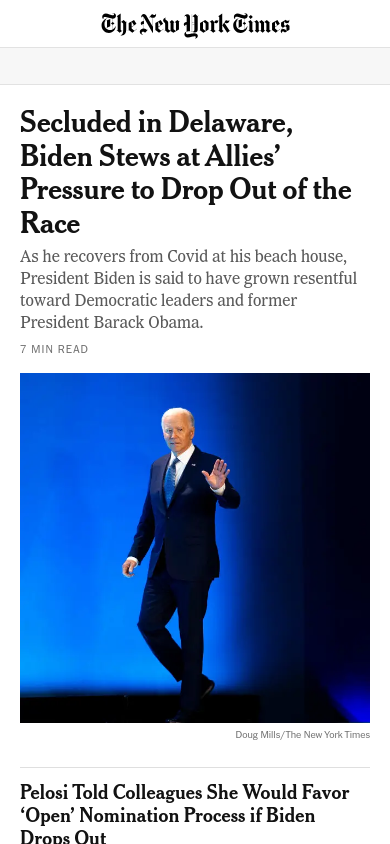 The New York Times
Secluded in Delaware,
Biden Stews at Allies’
Pressure to Drop Out of the
Race
As he recovers from Covid at his beach house,
President Biden is said to have grown resentful
toward Democratic leaders and former
President Barack Obama.
7 MIN READ
Doug Mills/The New York Times
Pelosi Told Colleagues She Would Favor
‘Open’ Nomination Process if Biden
Drops Out